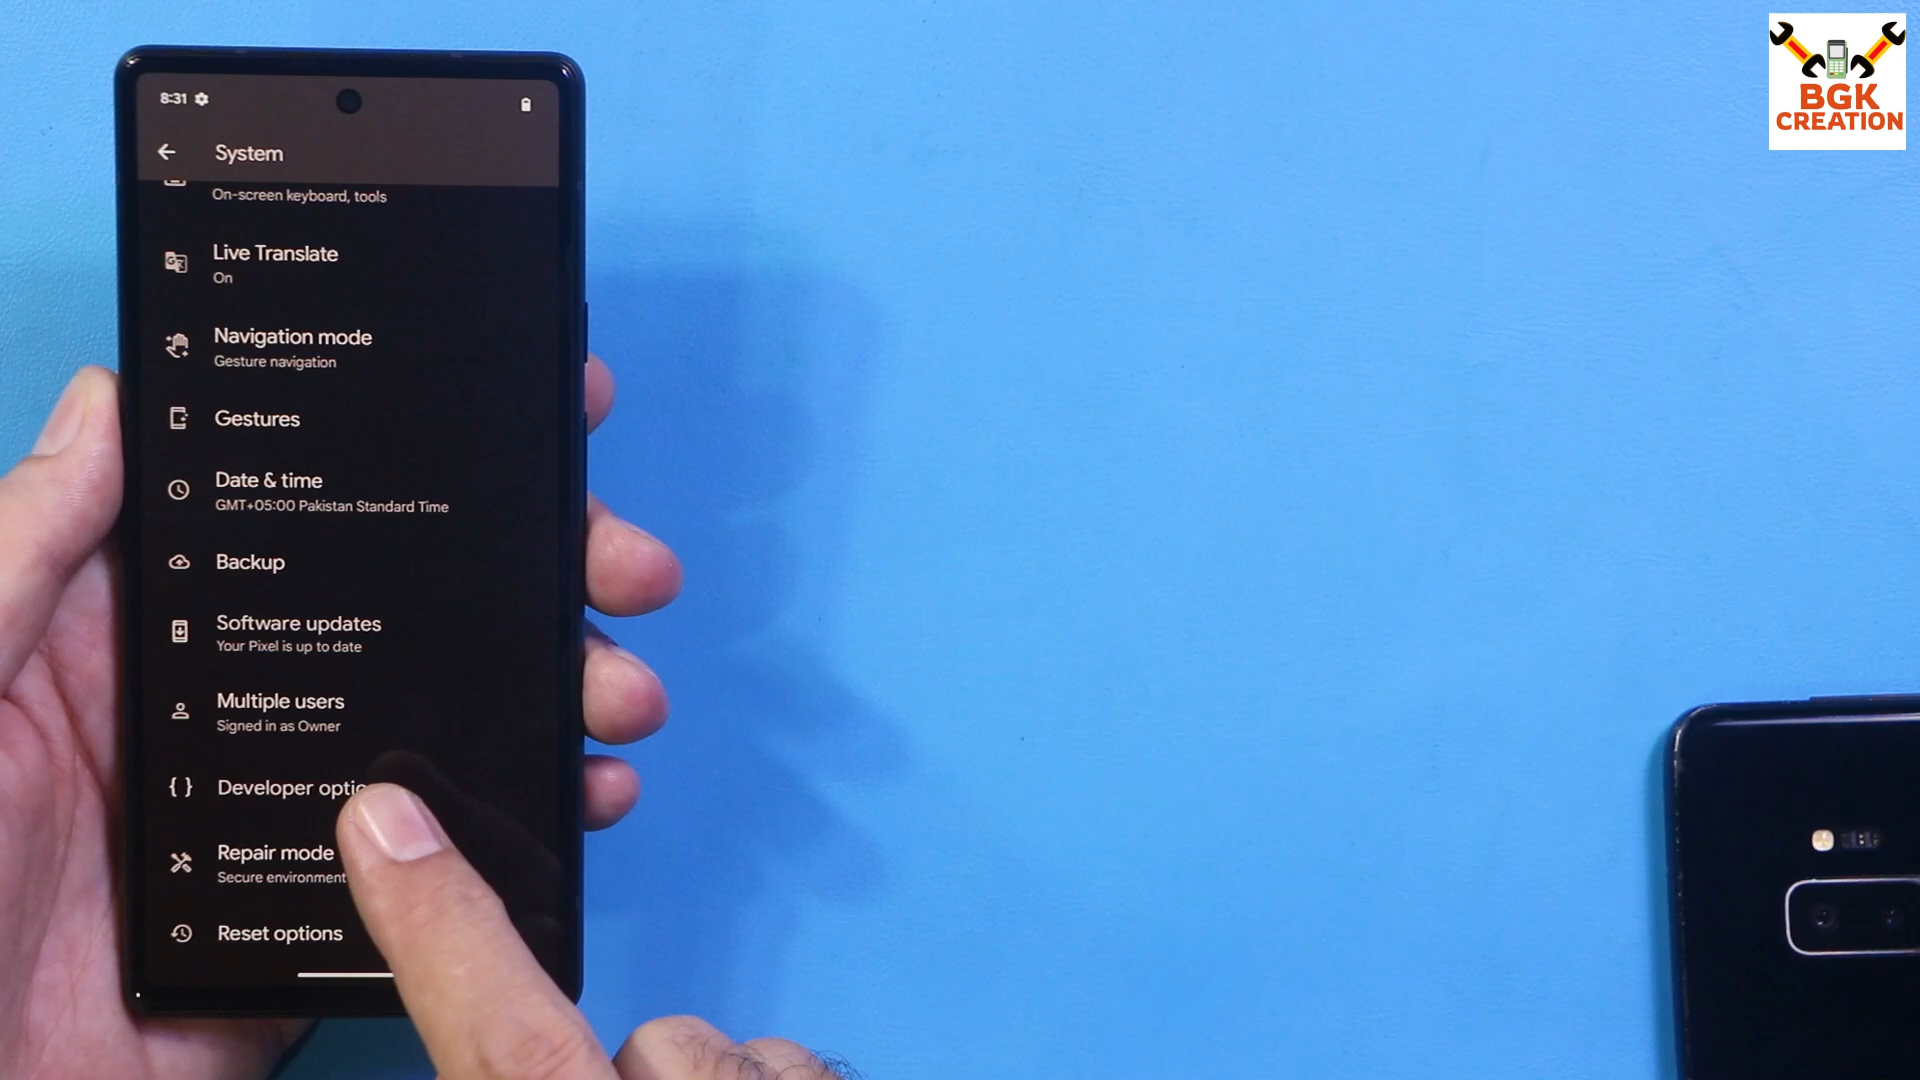 8:31
System
On-screen keyboard, tools
Live Translate
On
Navigation mode
Gesture navigation
Gestures
Date & time
GMT+05:00 Pakistan Standard Time
Backup
Software updates
Your Pixel is up to date
Multiple users
Signed in as Owner
Developer optio
Repair mode
Secure environment
Reset options
BGK
CREATION